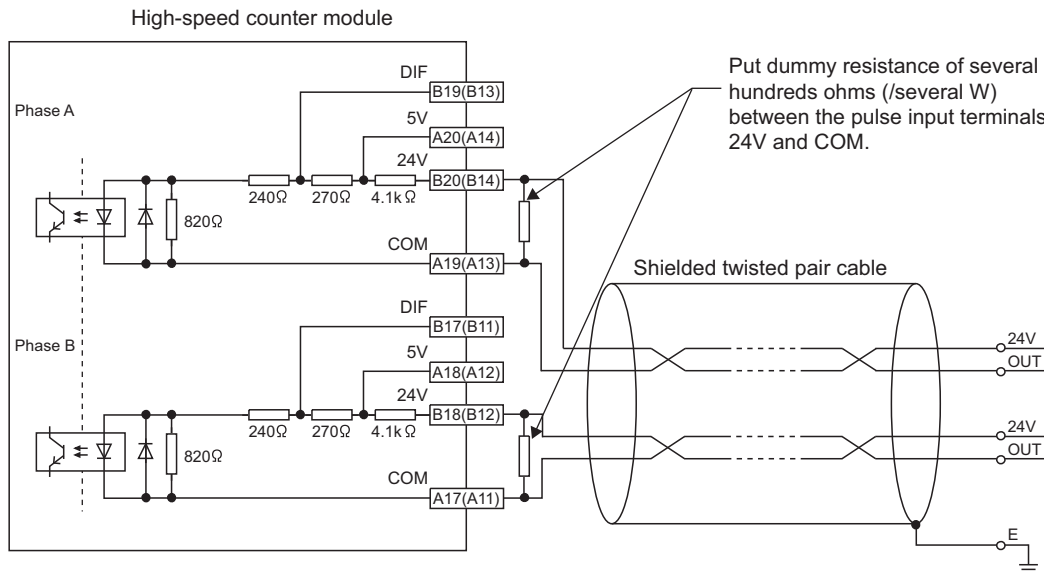 High-speed counter module
Put dummy resistance of several
hundreds ohms (/several W)
between the pulse input terminals
24V and COM.
Phase A
DIF
B19(B13)
5V
A20(A14)
24V
B20(B14)
240Ω
270Ω
4.1kΩ
820Ω
COM
A19(A13)
Shielded twisted pair cable
Phase B
DIF
B17(B11)
5V
A18(A12)
24V
B18(B12)
240Ω
270Ω
4.1kΩ
820Ω
COM
A17(A11)
24V
OUT
24V
OUT
E